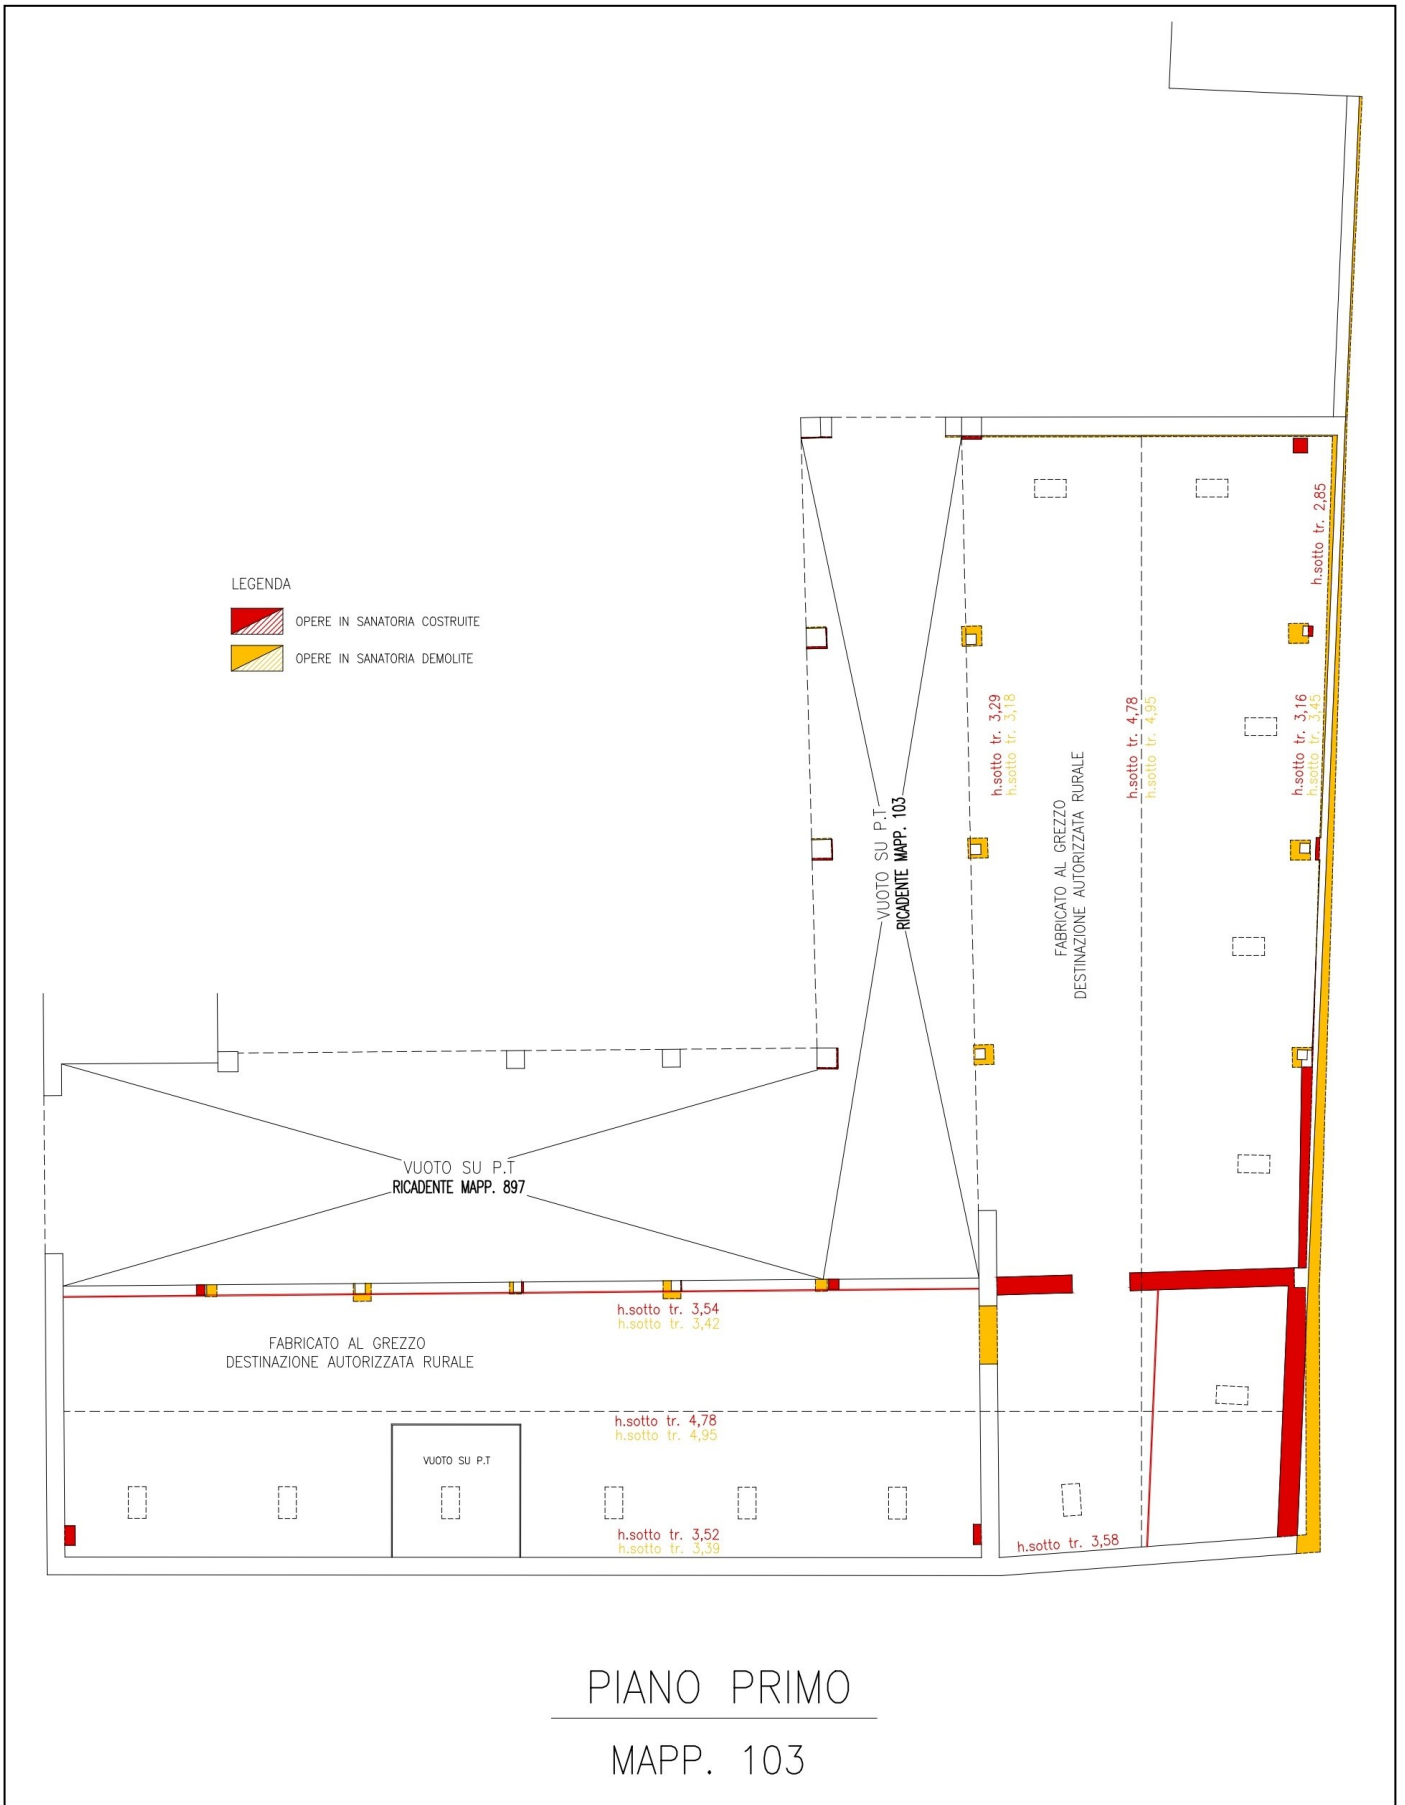 LEGENDA
OPERE IN SANATORIA COSTRUITE
OPERE IN SANATORIA DEMOLITE
h.sotto tr. 2,85
h.sotto tr. 3,29
h.sotto tr. 3,18
h.sotto tr. 4,78
h.sotto tr. 4,95
h.sotto tr. 3,16
h.sotto tr. 3,45
VUOTO SU P.T
RICADENTE MAPP. 103
FABRICATO AL GREZZO
DESTINAZIONE AUTORIZZATA RURALE
VUOTO SU P.T
RICADENTE MAPP. 897
h.sotto tr. 3,54
h.sotto tr. 3,42
FABRICATO AL GREZZO
DESTINAZIONE AUTORIZZATA RURALE
h.sotto tr. 4,78
h.sotto tr. 4,95
VUOTO SU P.T
h.sotto tr. 3,52
h.sotto tr. 3,39
h.sotto tr. 3,58
PIANO PRIMO
MAPP. 103